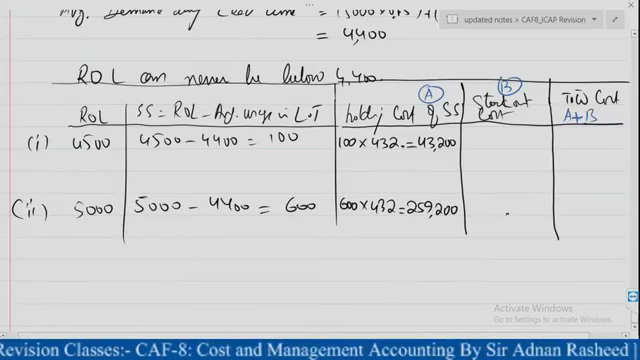 updated notes > CAF8_ICAP Revision
Avg. Demand
= 4,400
ROL can never be below 4,400.
ROL
SS = ROL - Avg. usage in LOT
Holding Cost of SS
A
Stock out Cost
B
Total Cost
A+B
(i) 4500
4500 - 4400 = 100
100 x 432 = 43,200
(ii) 5000
5000 - 4400 = 600
600 x 432 = 259,200
Activate Windows
Go to Settings to activate Windows.
Revision Classes:- CAF-8: Cost and Management Accounting By Sir Adnan Rasheed